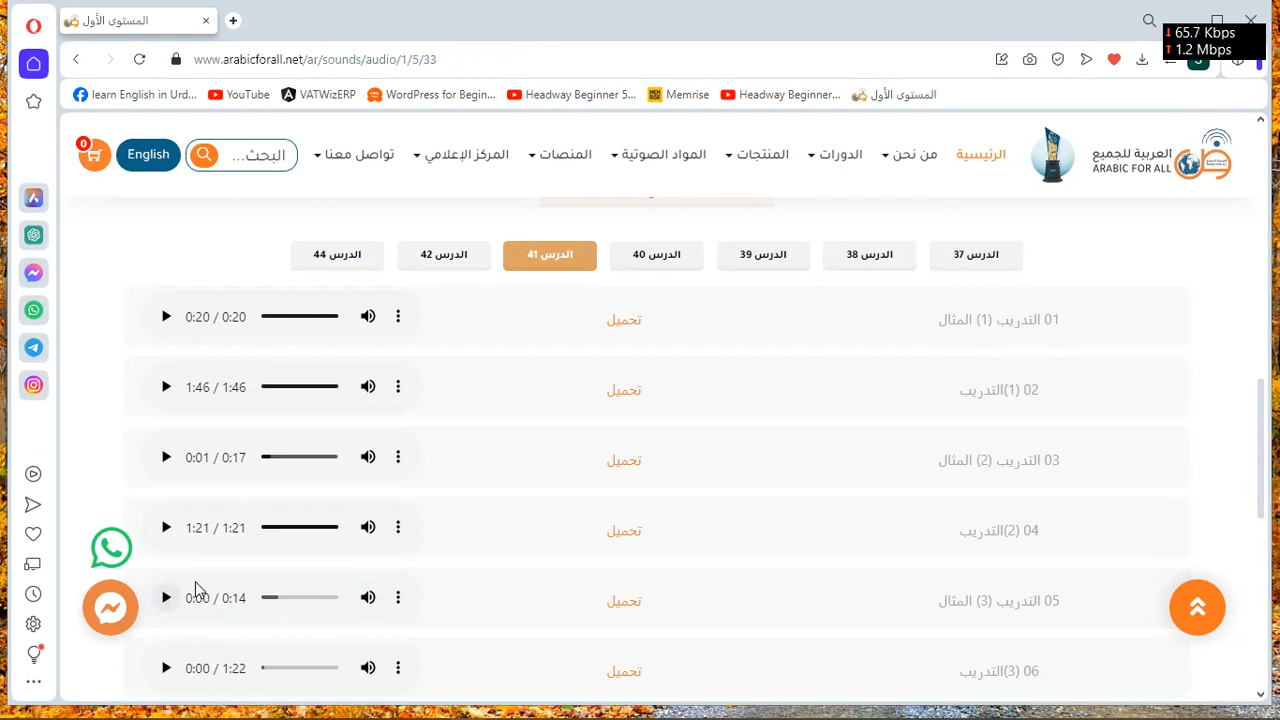 المستوى الأول
65.7 Kbps
1.2 Mbps
www.arabicforall.net/ar/sounds/audio/1/5/33
learn English in Urd...
YouTube
VATWizERP
WordPress for Begin...
Headway Beginner 5...
Memrise
Headway Beginner...
المستوى الأول
العربية للجميع
ARABIC FOR ALL
الرئيسية
من نحن
الدورات
المنتجات
المواد الصوتية
المنصات
المركز الإعلامي
تواصل معنا
البحث...
English
0
الدرس 37
الدرس 38
الدرس 39
الدرس 40
الدرس 41
الدرس 42
الدرس 44
01 التدريب (1) المثال
تحميل
0:20 / 0:20
02 (1)التدريب
تحميل
1:46 / 1:46
03 التدريب (2) المثال
تحميل
0:01 / 0:17
04 (2)التدريب
تحميل
1:21 / 1:21
05 التدريب (3) المثال
تحميل
0:00 / 0:14
06 (3)التدريب
تحميل
0:00 / 1:22